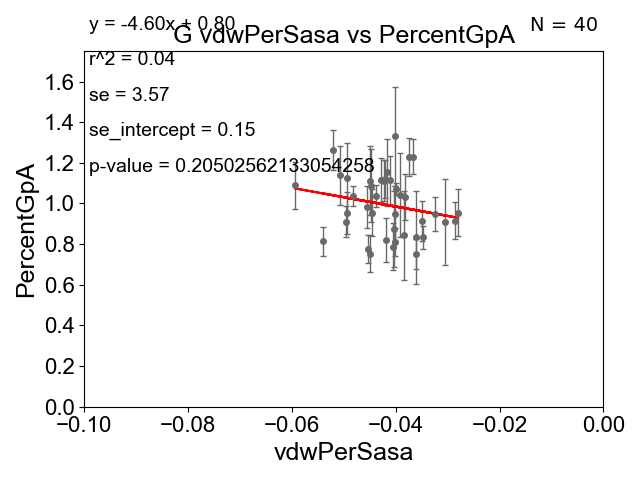 y = -4.60x + 0.80
N = 40
G vdwPerSasa vs PercentGpA
r^2 = 0.04
se = 3.57
se_intercept = 0.15
p-value = 0.20502562133054258
PercentGpA
1.6
1.4
1.2
1.0
0.8
0.6
0.4
0.2
0.0
−0.10 −0.08 −0.06 −0.04 −0.02 0.00
vdwPerSasa